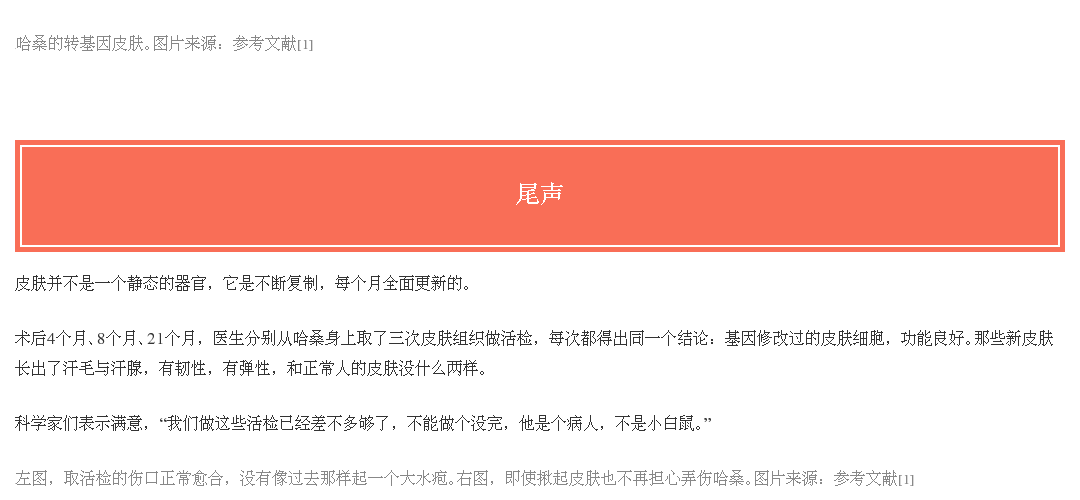 哈桑的转基因皮肤。图片来源：参考文献[1]
尾声
皮肤并不是一个静态的器官，它是不断复制，每个月全面更新的。
术后4个月、8个月、21个月，医生分别从哈桑身上取了三次皮肤组织做活检，每次都得出同一个结论：基因修改过的皮肤细胞，功能良好。那些新皮肤
长出了汗毛与汗腺，有韧性，有弹性，和正常人的皮肤没什么两样。
科学家们表示满意，“我们做这些活检已经差不多够了，不能做个没完，他是个病人，不是小白鼠。”
左图，取活检的伤口正常愈合，没有像过去那样起一个大水疱。右图，即使揪起皮肤也不再担心弄伤哈桑。图片来源：参考文献[1]